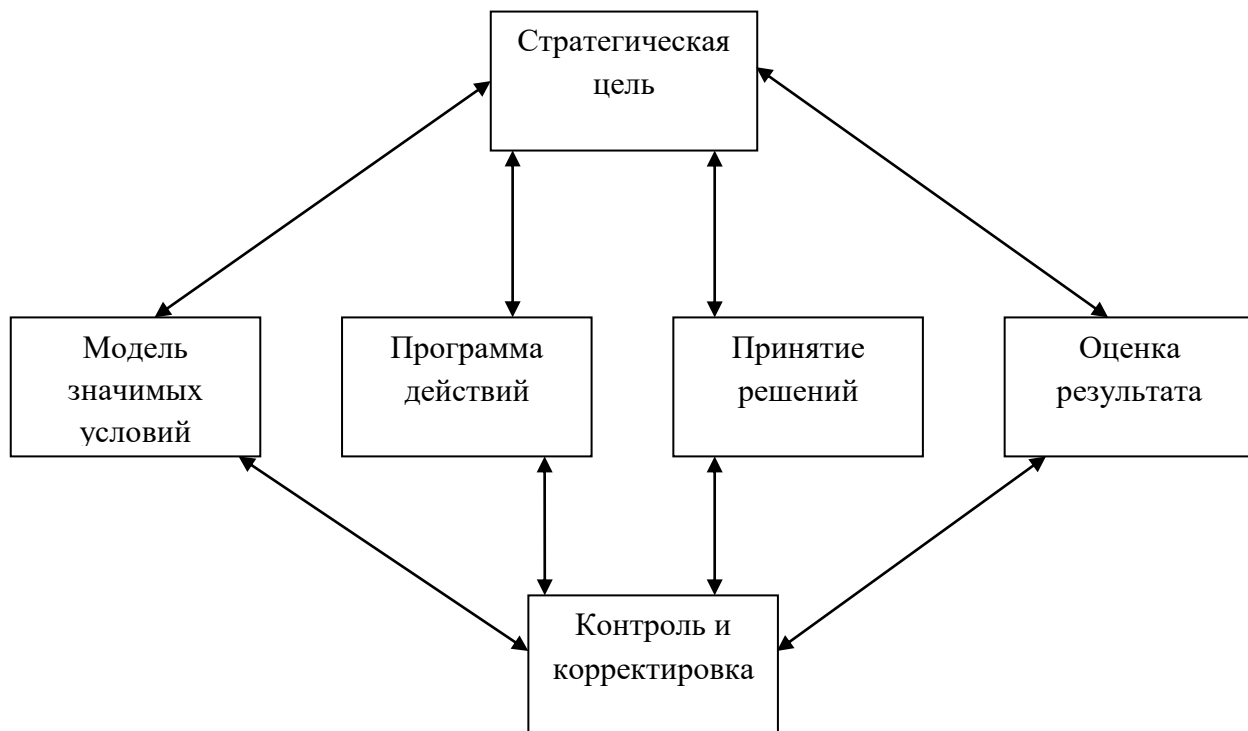 Стратегическая
цель
Модель
значимых
условий
Программа
действий
Принятие
решений
Оценка
результата
Контроль и
корректировка